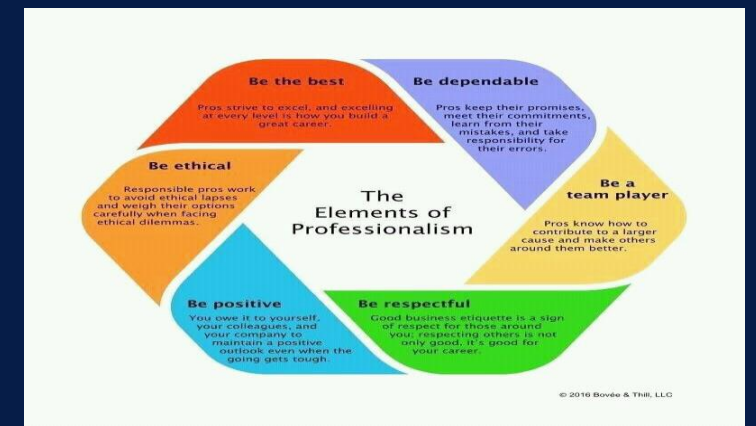 Be the best
Pros strive to excel, and excelling
at every level is how you build a
great career.
Be dependable
Pros keep their promises,
meet their commitments,
learn from their
mistakes, and take
responsibility for
their errors.
Be a
team player
Pros know how to
contribute to a larger
cause and make others
around them better.
Be respectful
Good business etiquette is a sign
of respect for those around
you; respecting others is not
only good, it's good for
your career.
Be positive
You owe it to yourself,
your colleagues, and
your company to
maintain a positive
outlook even when the
going gets tough.
Be ethical
Responsible pros work
to avoid ethical lapses
and weigh their options
carefully when facing
ethical dilemmas.
The
Elements of
Professionalism
© 2016 Bovée & Thill, LLC